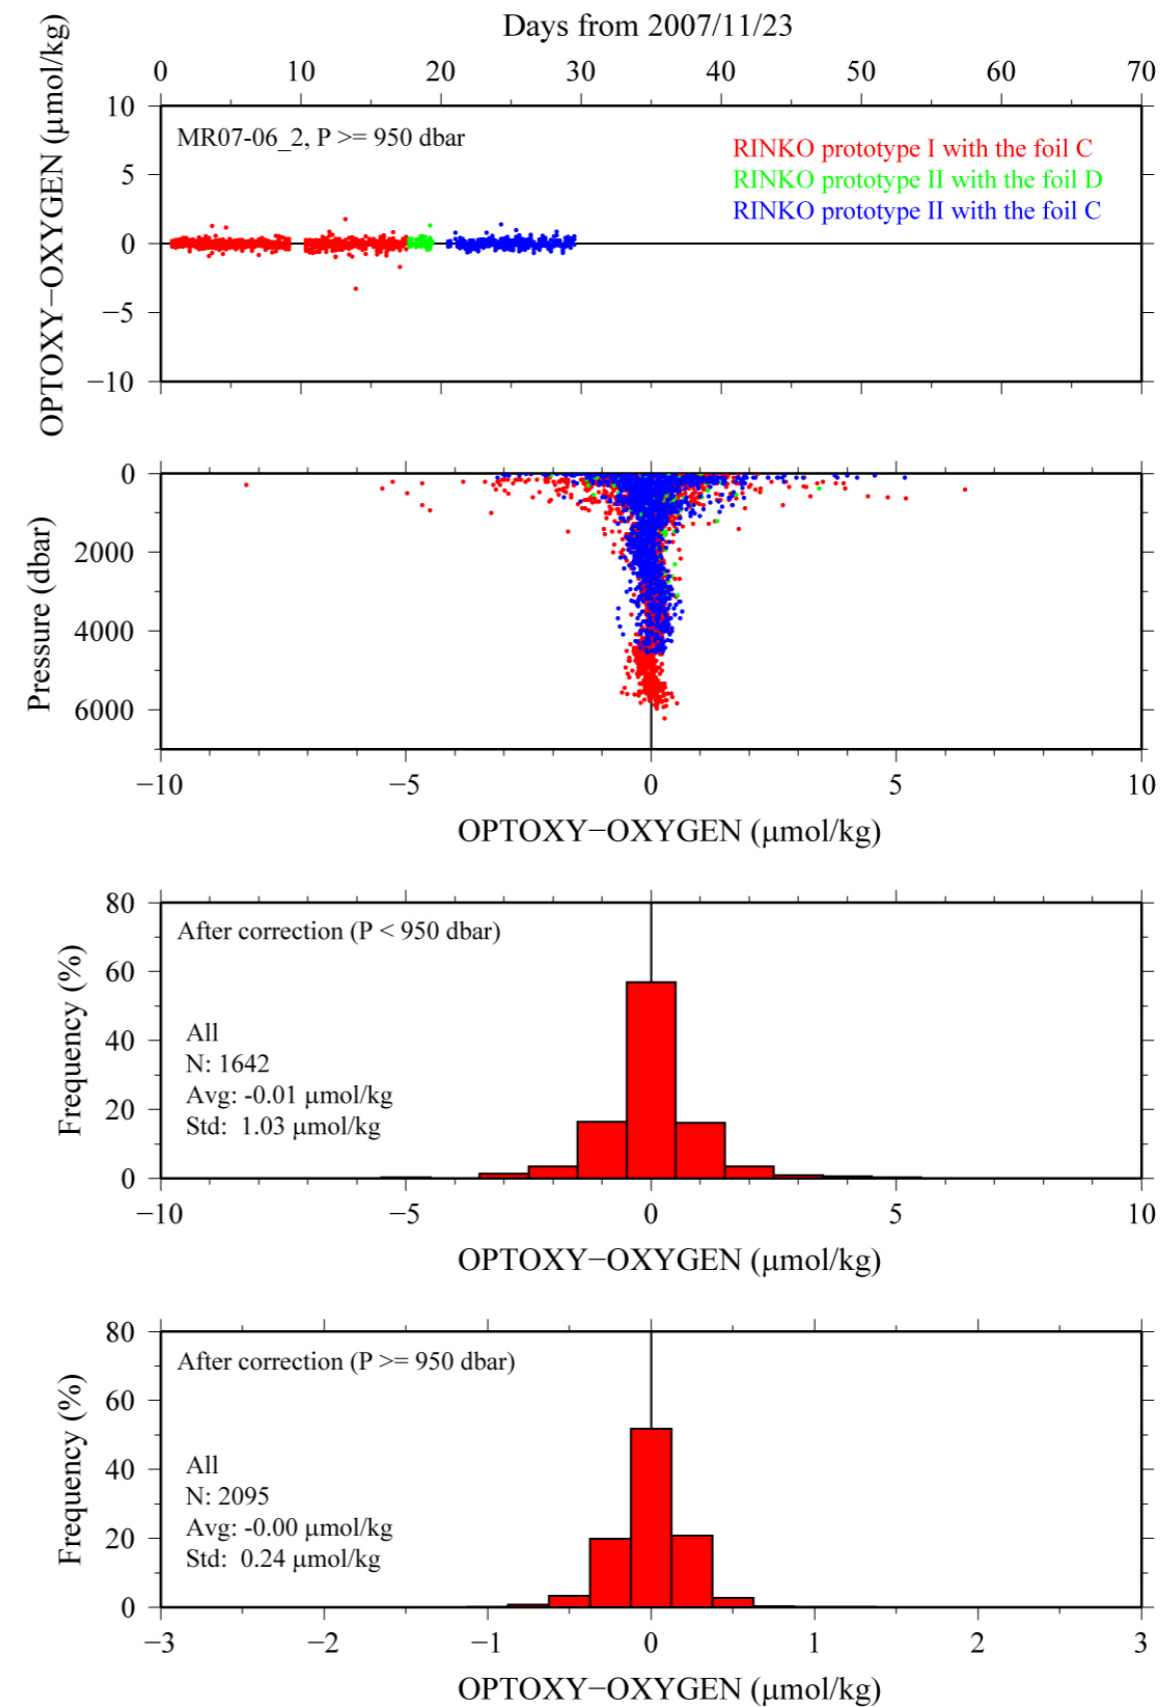 Days from 2007/11/23
0 10 20 30 40 50 60 70
OPTOXY−OXYGEN (μmol/kg)
10
5
0
−5
−10
MR07-06_2, P >= 950 dbar
RINKO prototype I with the foil C
RINKO prototype II with the foil D
RINKO prototype II with the foil C
Pressure (dbar)
0
2000
4000
6000
−10 −5 0 5 10
OPTOXY−OXYGEN (μmol/kg)
Frequency (%)
80
60
40
20
0
After correction (P < 950 dbar)
All
N: 1642
Avg: -0.01 μmol/kg
Std: 1.03 μmol/kg
−10 −5 0 5 10
OPTOXY−OXYGEN (μmol/kg)
Frequency (%)
80
60
40
20
0
After correction (P >= 950 dbar)
All
N: 2095
Avg: -0.00 μmol/kg
Std: 0.24 μmol/kg
−3 −2 −1 0 1 2 3
OPTOXY−OXYGEN (μmol/kg)